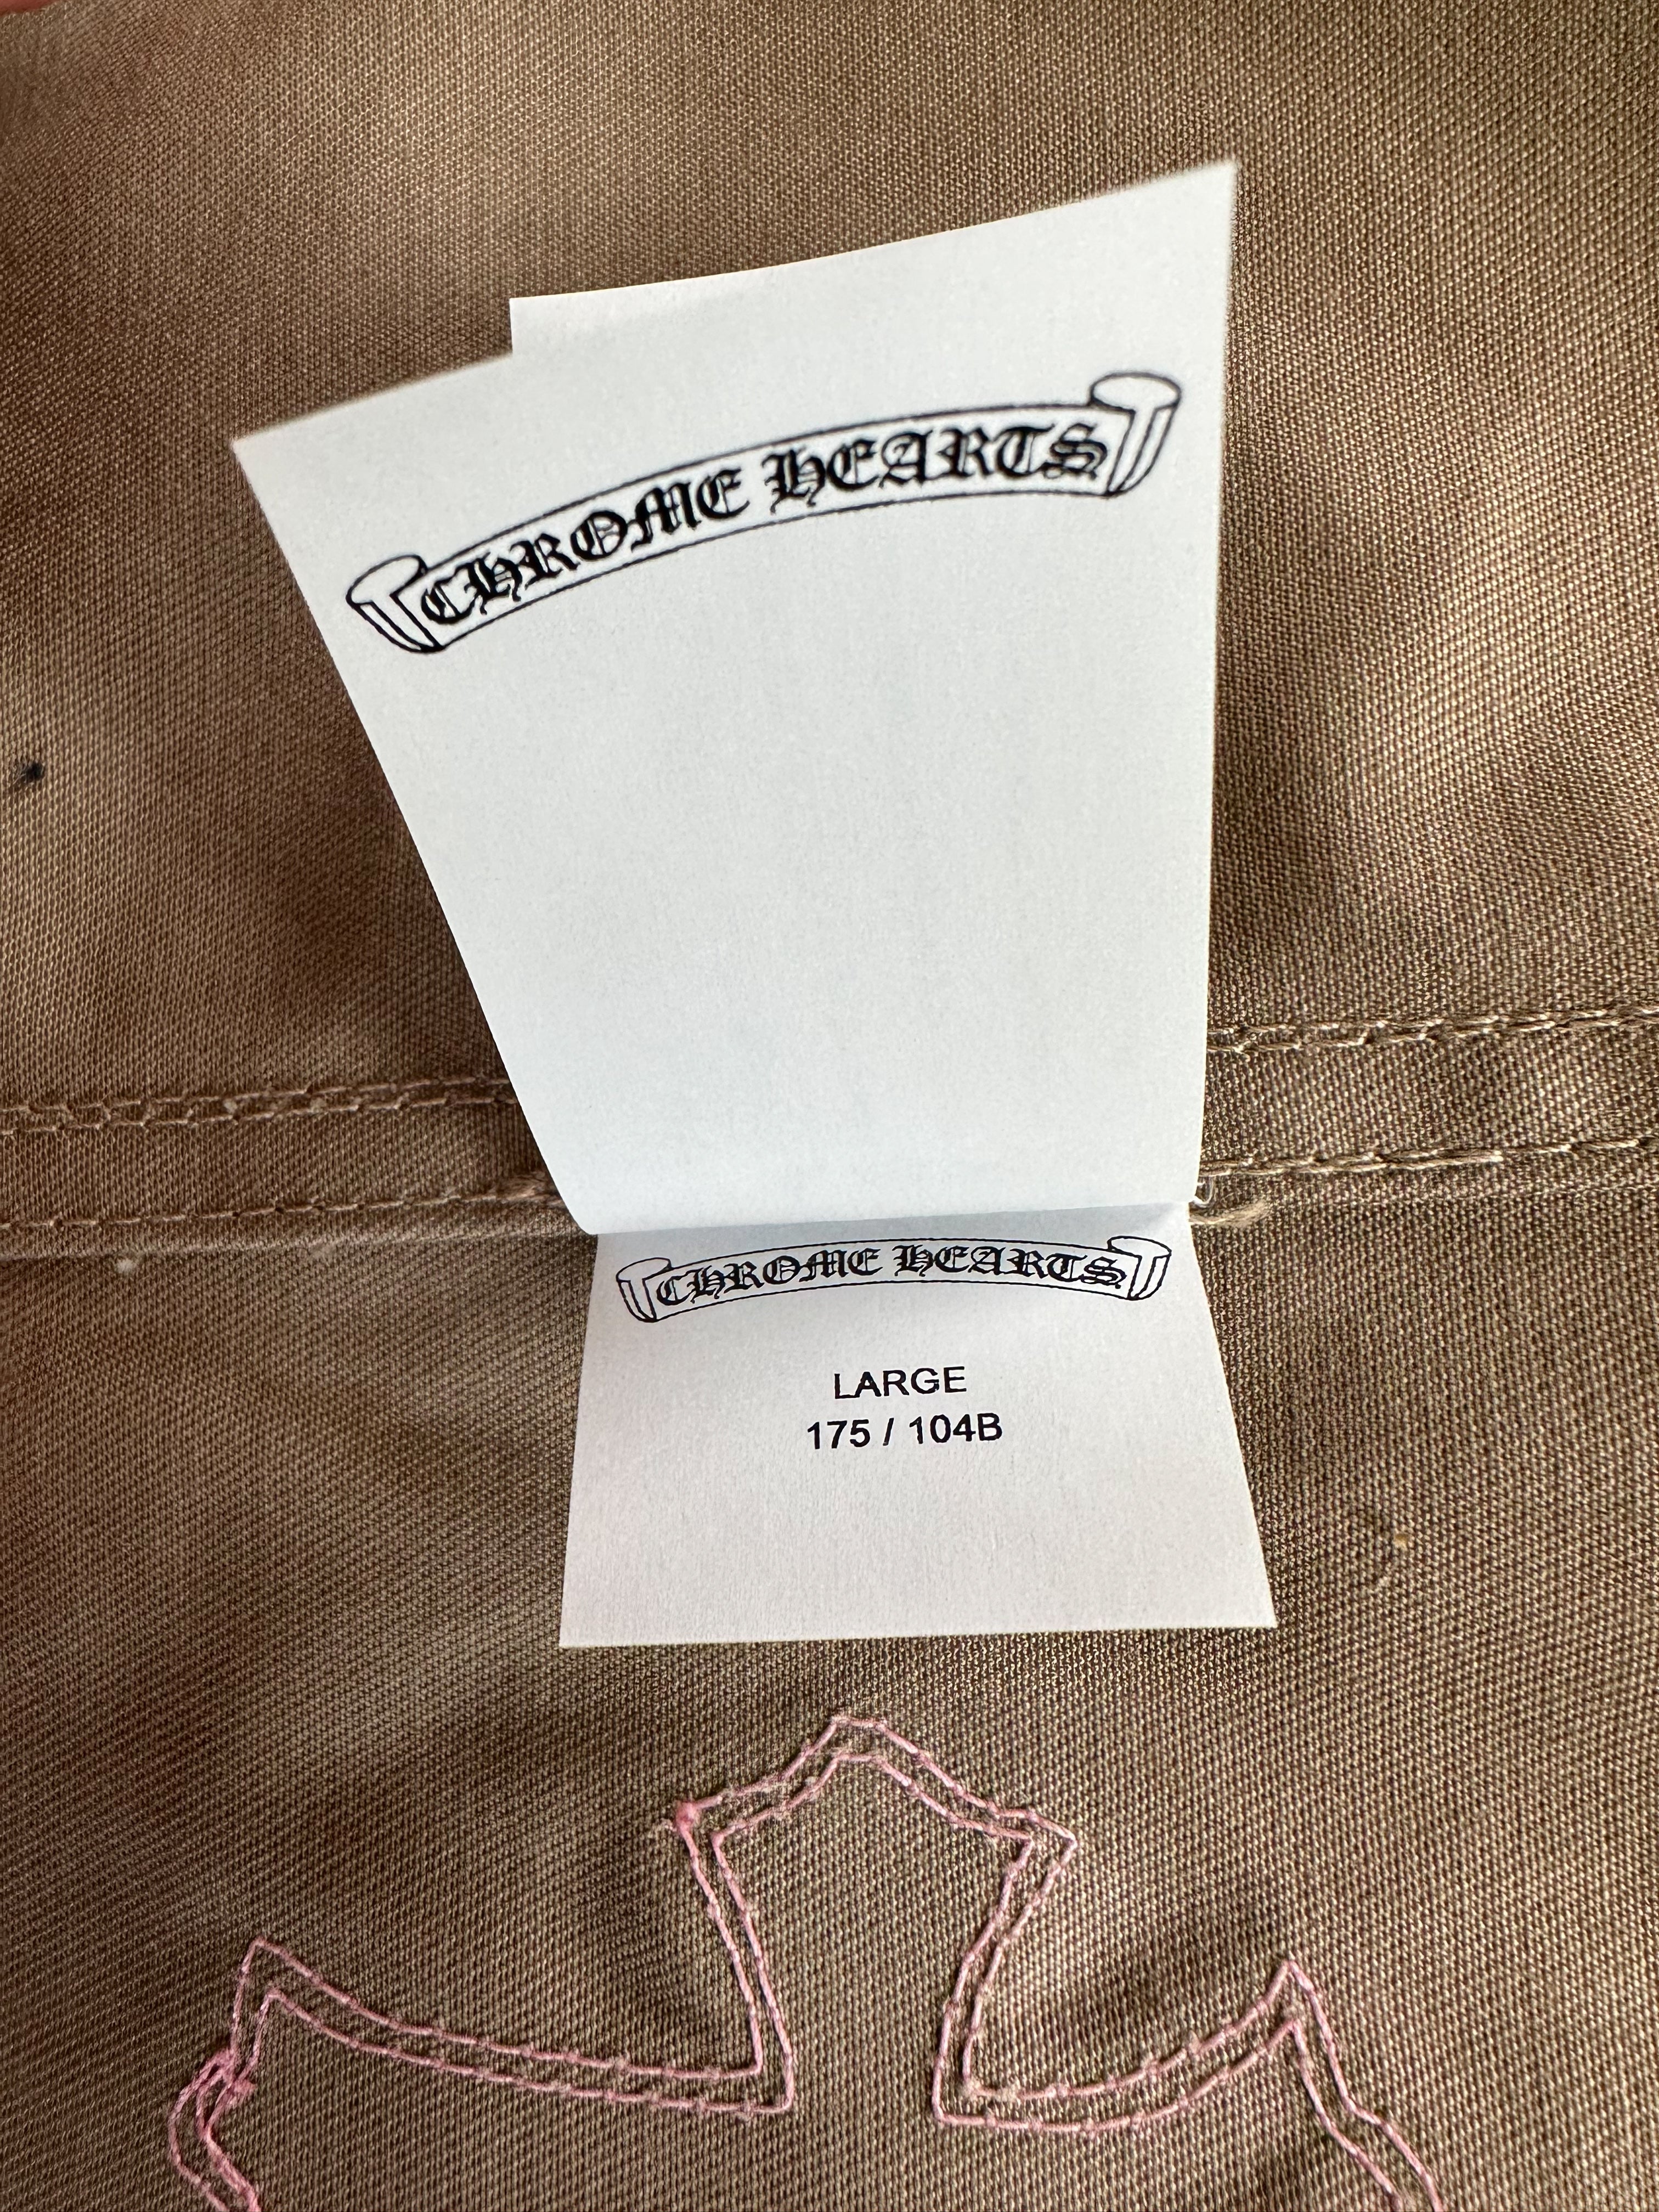 CHROME HEARTS
CHROME HEARTS
LARGE
175 / 104B